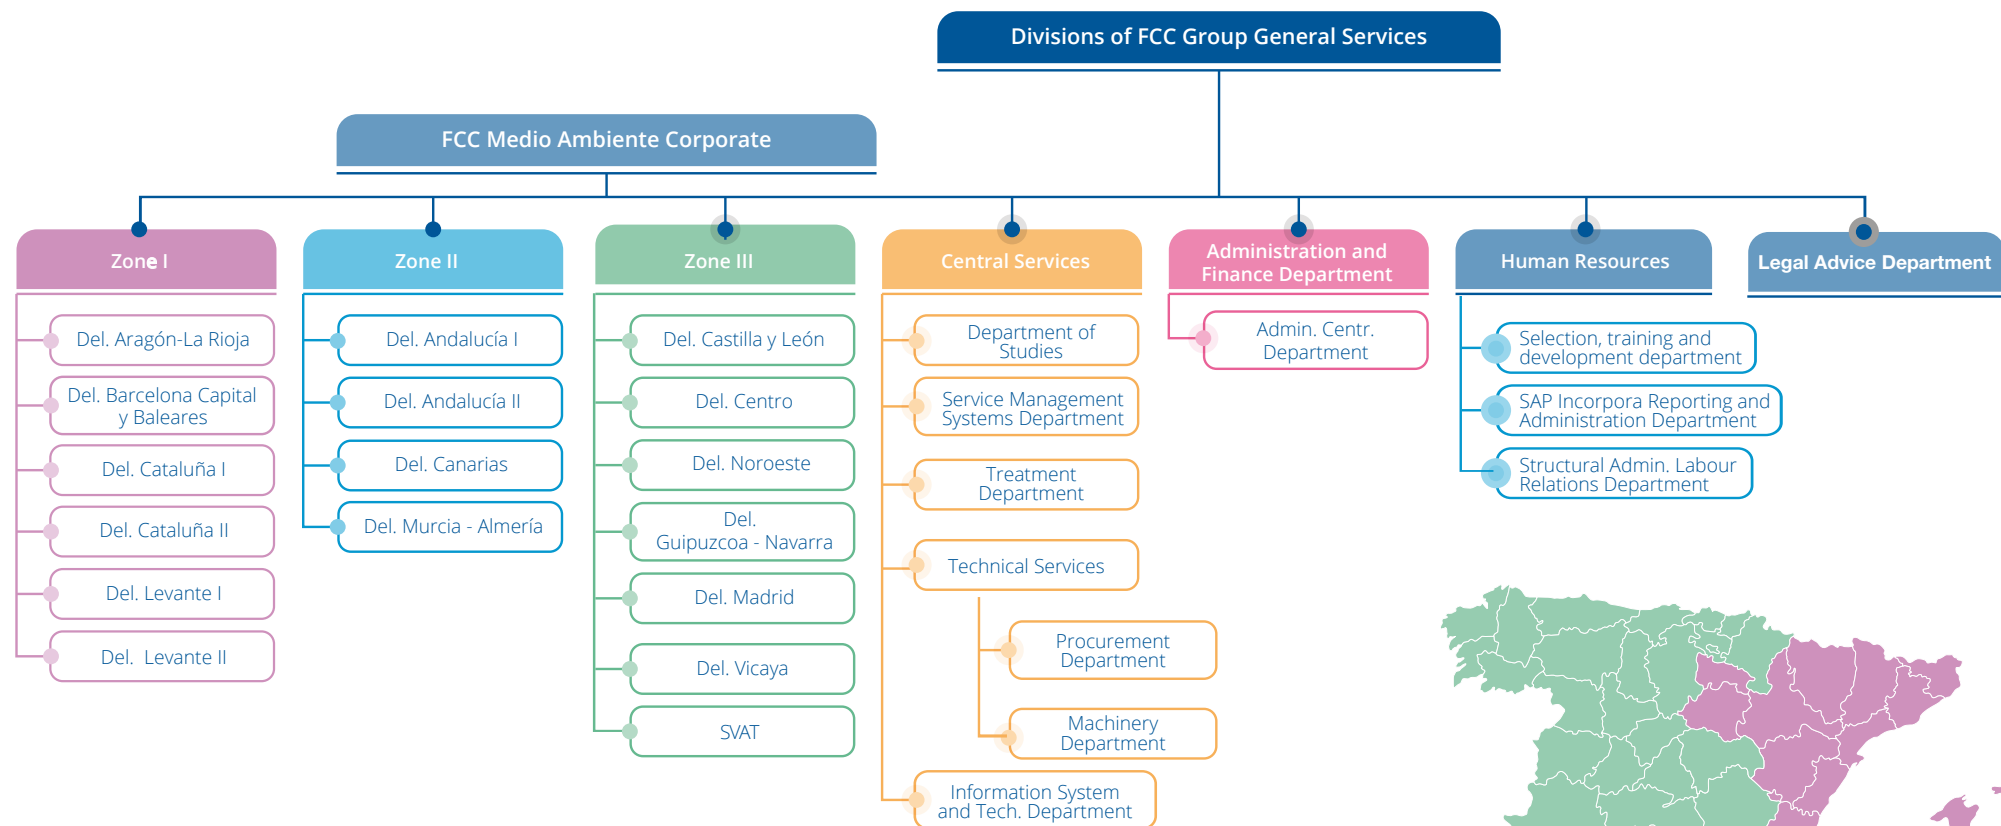 Divisions of FCC Group General Services
FCC Medio Ambiente Corporate
Zone I
Del. Aragón-La Rioja
Del. Barcelona Capital
y Baleares
Del. Cataluña I
Del. Cataluña II
Del. Levante I
Del. Levante II
Zone II
Del. Andalucía I
Del. Andalucía II
Del. Canarias
Del. Murcia - Almería
Zone III
Del. Castilla y León
Del. Centro
Del. Noroeste
Del.
Guipuzcoa - Navarra
Del. Madrid
Del. Vicaya
SVAT
Central Services
Department of
Studies
Service Management
Systems Department
Treatment
Department
Technical Services
Procurement
Department
Machinery
Department
Information System
and Tech. Department
Administration and
Finance Department
Admin. Centr.
Department
Human Resources
Selection, training and
development department
SAP Incorpora Reporting and
Administration Department
Structural Admin. Labour
Relations Department
Legal Advice Department